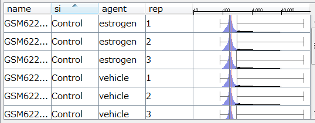 name si agent rep
GSM622... Control estrogen 1
GSM622... Control estrogen 2
GSM622... Control estrogen 3
GSM622... Control vehicle 1
GSM622... Control vehicle 2
GSM622... Control vehicle 3